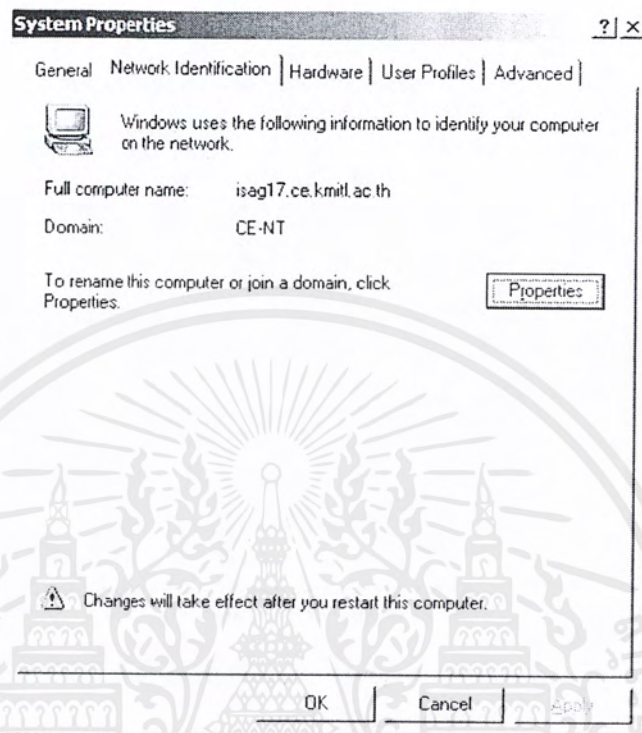 System Properties
? ×
General Network Identification Hardware User Profiles Advanced
Windows uses the following information to identify your computer
on the network.
Full computer name: isag17.ce.kmitl.ac.th
Domain: CE-NT
To rename this computer or join a domain, click
Properties.
Properties
Changes will take effect after you restart this computer.
OK Cancel Apply